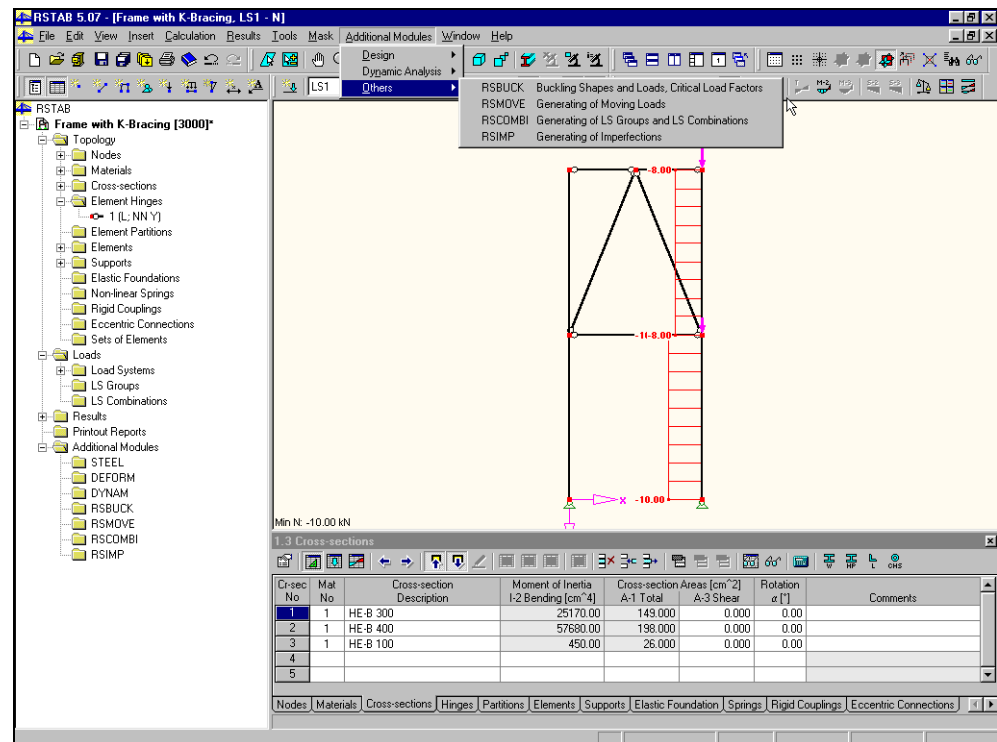 RSTAB 5.07 - [Frame with K-Bracing, LS1 - N]
File Edit View Insert Calculation Results Tools Mask Additional Modules Window Help
Design
Dynamic Analysis
Others
RSBUCK Buckling Shapes and Loads, Critical Load Factors
RSMOVE Generating of Moving Loads
RSCOMBI Generating of LS Groups and LS Combinations
RSIMP Generating of Imperfections
LS1
RSTAB
Frame with K-Bracing [3000]*
Topology
Nodes
Materials
Cross-sections
Element Hinges
1 (L; NN Y)
Element Partitions
Elements
Supports
Elastic Foundations
Non-linear Springs
Rigid Couplings
Eccentric Connections
Sets of Elements
Loads
Load Systems
LS Groups
LS Combinations
Results
Printout Reports
Additional Modules
STEEL
DEFORM
DYNAM
RSBUCK
RSMOVE
RSCOMBI
RSIMP
-8.00
-8.00
x -10.00
Min N: -10.00 kN
1.3 Cross-sections
Cr-sec Mat Cross-section Moment of Inertia Cross-section Areas [cm^2] Rotation
No No Description I-2 Bending [cm^4] A-1 Total A-3 Shear α [°] Comments
1 1 HE-B 300 25170.00 149.000 0.000 0.00
2 1 HE-B 400 57680.00 198.000 0.000 0.00
3 1 HE-B 100 450.00 26.000 0.000 0.00
4
5
Nodes Materials Cross-sections Hinges Partitions Elements Supports Elastic Foundation Springs Rigid Couplings Eccentric Connections